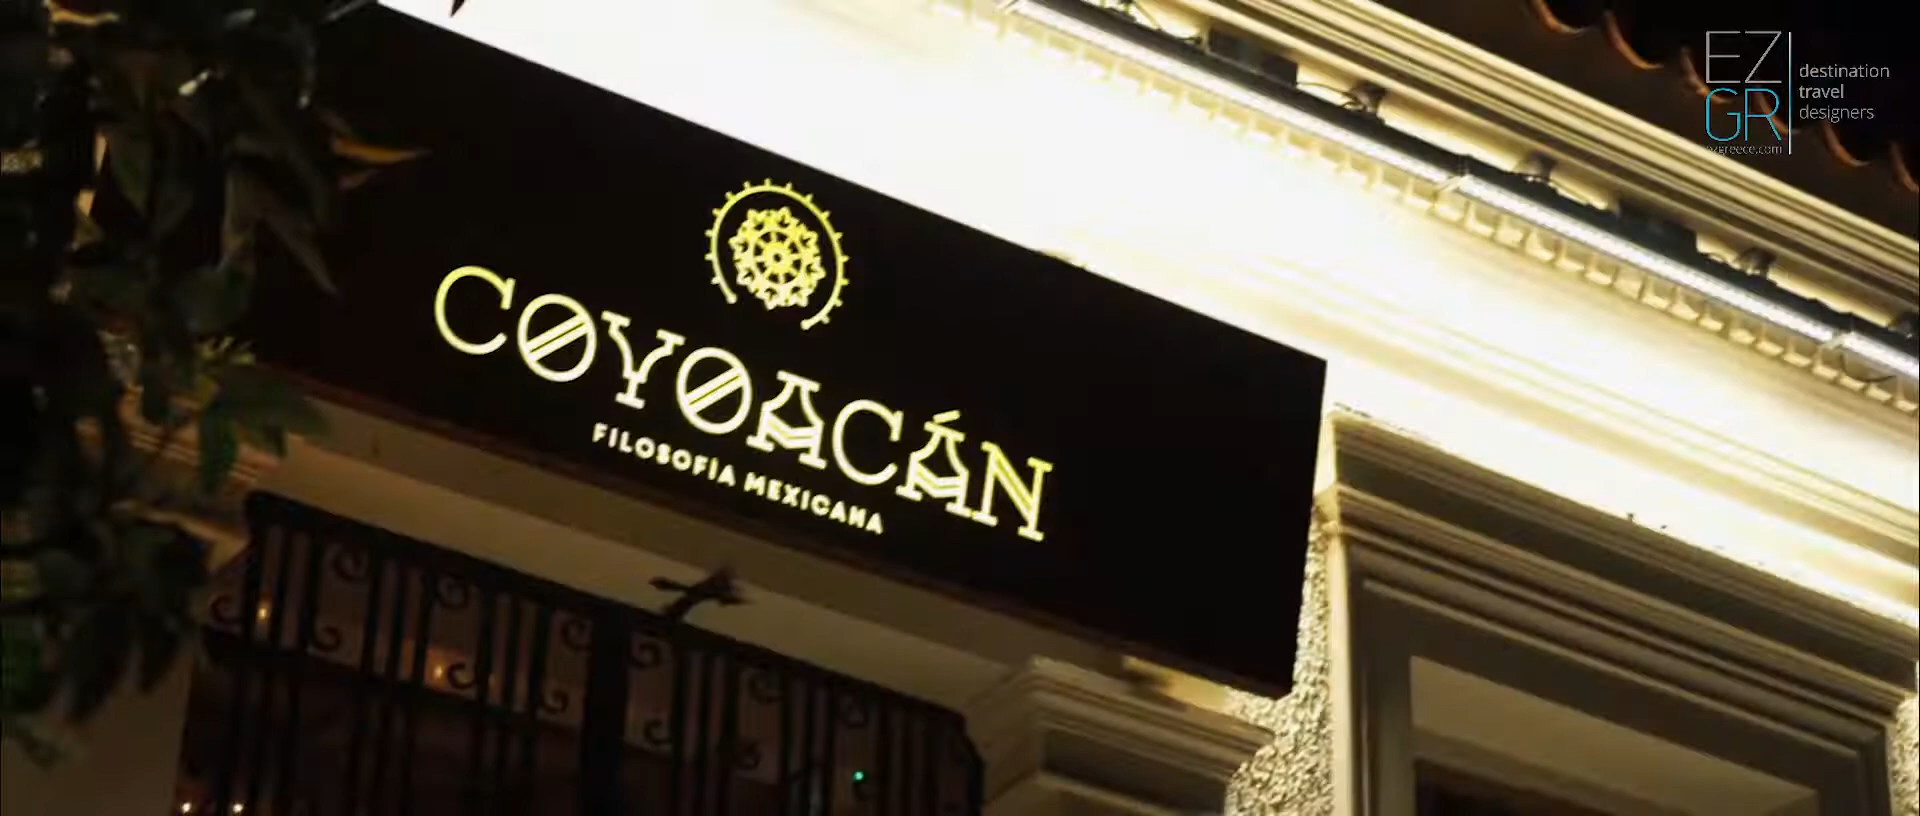 EZ
GR
destination
travel
designers
ezgreece.com
COYOACÁN
FILOSOFÍA MEXICANA